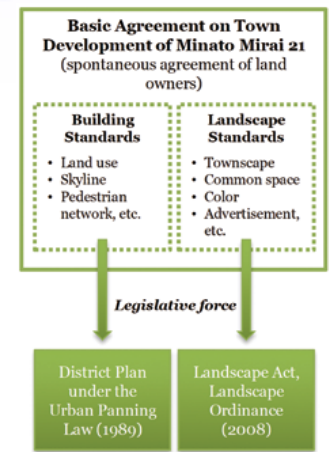 Basic Agreement on Town
Development of Minato Mirai 21
(spontaneous agreement of land
owners)
Building
Standards
• Land use
• Skyline
• Pedestrian
network, etc.
Landscape
Standards
• Townscape
• Common space
• Color
• Advertisement,
etc.
Legislative force
District Plan
under the
Urban Panning
Law (1989)
Landscape Act,
Landscape
Ordinance
(2008)